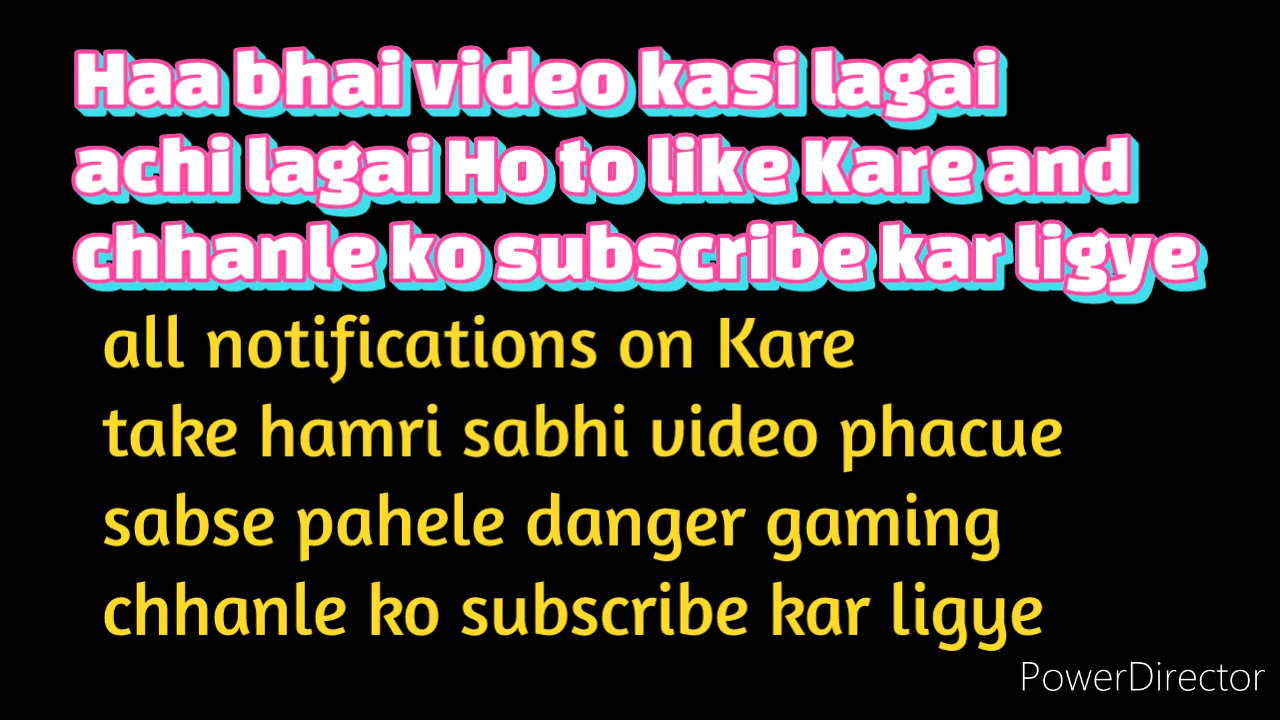 Haa bhai video kasi lagai
achi lagai Ho to like Kare and
chhanle ko subscribe kar ligye
all notifications on Kare
take hamri sabhi video phacue
sabse pahele danger gaming
chhanle ko subscribe kar ligye
PowerDirector